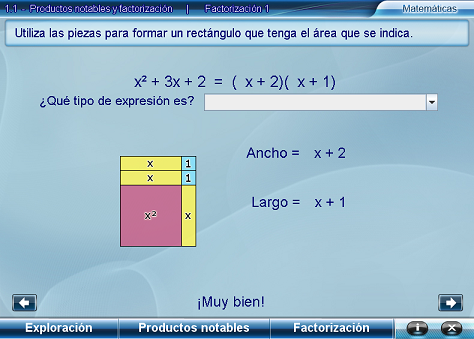 1.1 - Productos notables y factorización | Factorización 1 Matemáticas
Utiliza las piezas para formar un rectángulo que tenga el área que se indica.
x² + 3x + 2 = ( x + 2)( x + 1)
¿Qué tipo de expresión es?
Ancho = x + 2
x 1
x 1
Largo = x + 1
x² x
¡Muy bien!
Exploración Productos notables Factorización i X